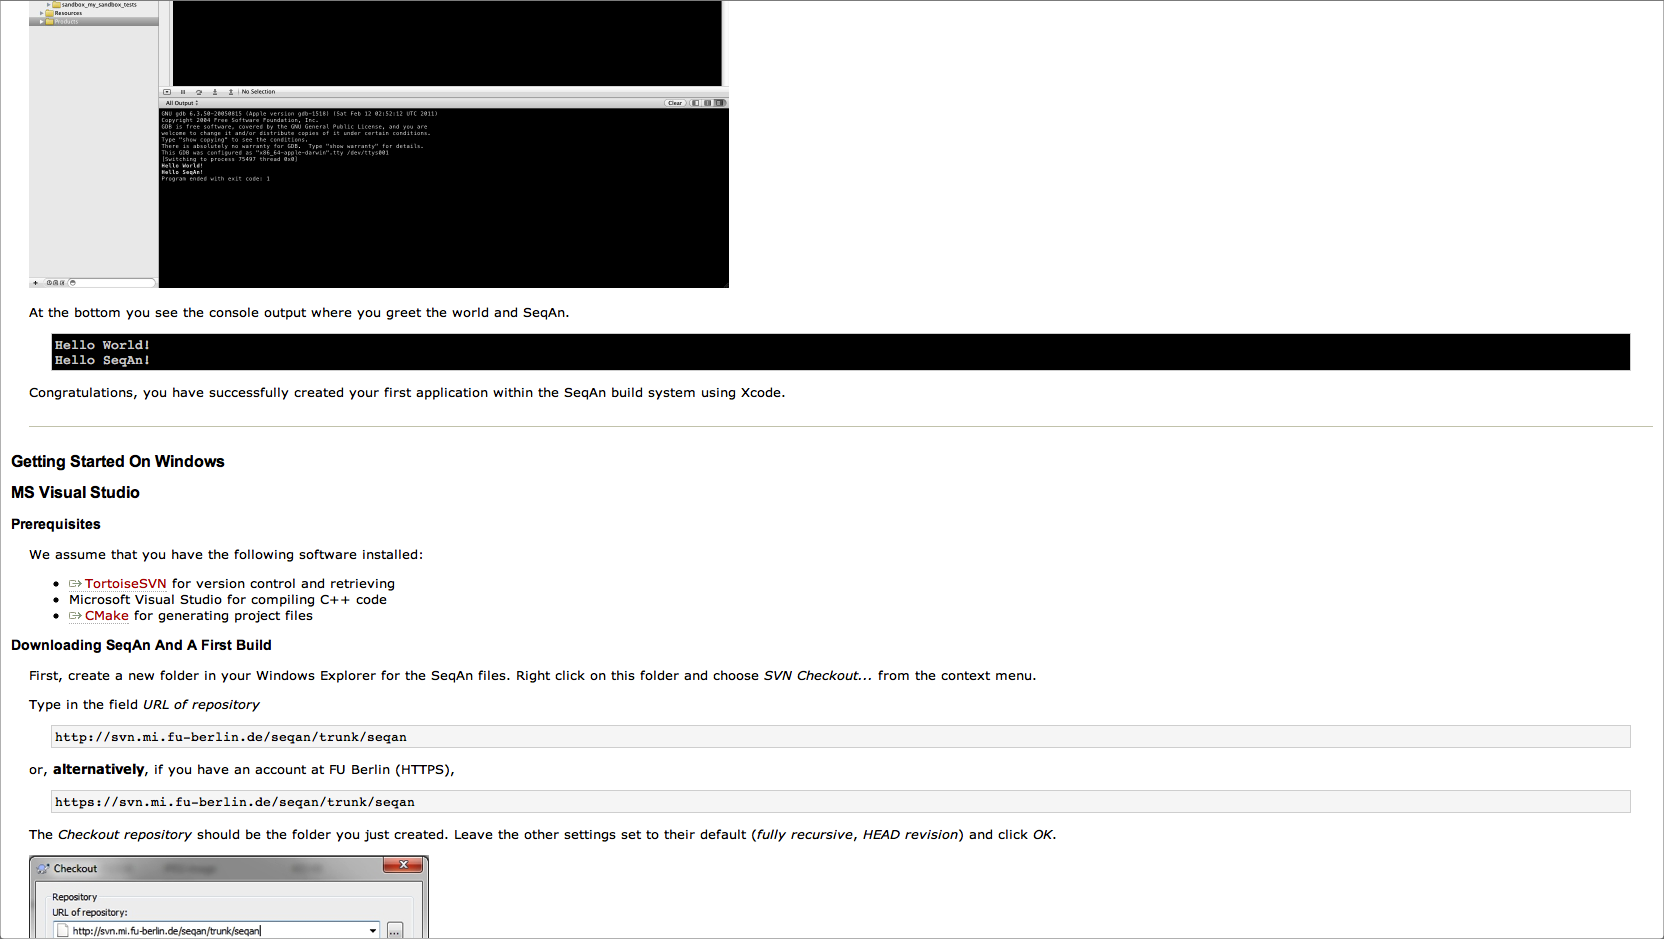 sandbox_my_sandbox_tests
Resources
Products
No Selection
All Output
Clear
GNU gdb 6.3.50-20050815 (Apple version gdb-1518) (Sat Feb 12 02:52:12 UTC 2011)
Copyright 2004 Free Software Foundation, Inc.
GDB is free software, covered by the GNU General Public License, and you are
welcome to change it and/or distribute copies of it under certain conditions.
Type "show copying" to see the conditions.
There is absolutely no warranty for GDB.  Type "show warranty" for details.
This GDB was configured as "x86_64-apple-darwin".tty /dev/ttys001
[Switching to process 75497 thread 0x0]
Hello World!
Hello SeqAn!
Program ended with exit code: 1
At the bottom you see the console output where you greet the world and SeqAn.
Hello World!
Hello SeqAn!
Congratulations, you have successfully created your first application within the SeqAn build system using Xcode.
Getting Started On Windows
MS Visual Studio
Prerequisites
We assume that you have the following software installed:
• TortoiseSVN for version control and retrieving
• Microsoft Visual Studio for compiling C++ code
• CMake for generating project files
Downloading SeqAn And A First Build
First, create a new folder in your Windows Explorer for the SeqAn files. Right click on this folder and choose SVN Checkout... from the context menu.
Type in the field URL of repository
http://svn.mi.fu-berlin.de/seqan/trunk/seqan
or, alternatively, if you have an account at FU Berlin (HTTPS),
https://svn.mi.fu-berlin.de/seqan/trunk/seqan
The Checkout repository should be the folder you just created. Leave the other settings set to their default (fully recursive, HEAD revision) and click OK.
Checkout
Repository
URL of repository:
http://svn.mi.fu-berlin.de/seqan/trunk/seqan
...